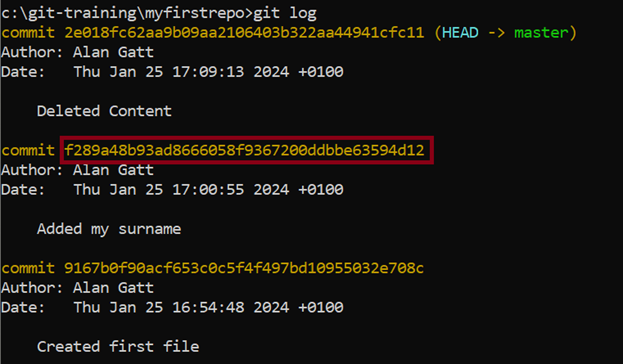 c:\git-training\myfirstrepo>git log
commit 2e018fc62aa9b09aa2106403b322aa44941cfc11 (HEAD -> master)
Author: Alan Gatt
Date:   Thu Jan 25 17:09:13 2024 +0100
Deleted Content
commit f289a48b93ad8666058f9367200ddbbe63594d12
Author: Alan Gatt
Date:   Thu Jan 25 17:00:55 2024 +0100
Added my surname
commit 9167b0f90acf653c0c5f4f497bd10955032e708c
Author: Alan Gatt
Date:   Thu Jan 25 16:54:48 2024 +0100
Created first file